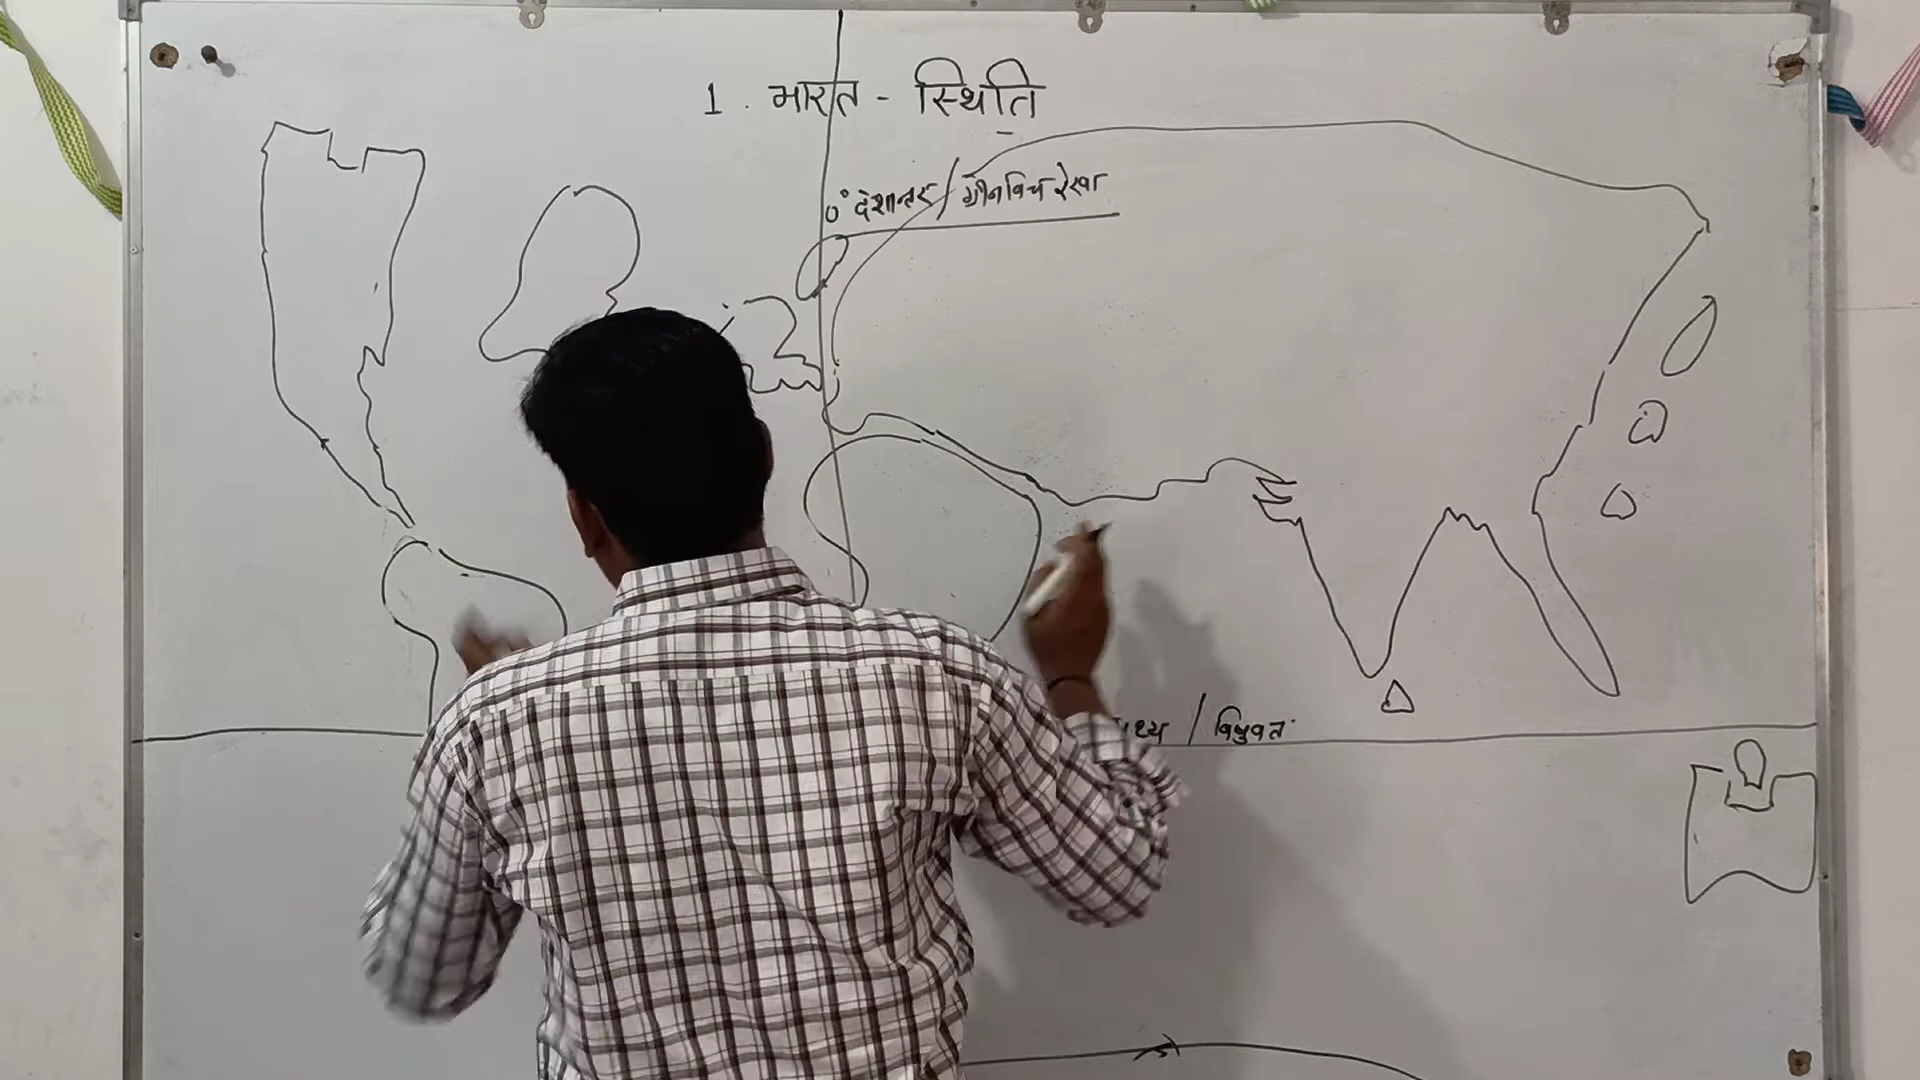 1. भारत - स्थिति
0° देशान्तर / ग्रीनविच रेखा
/ विषुवत